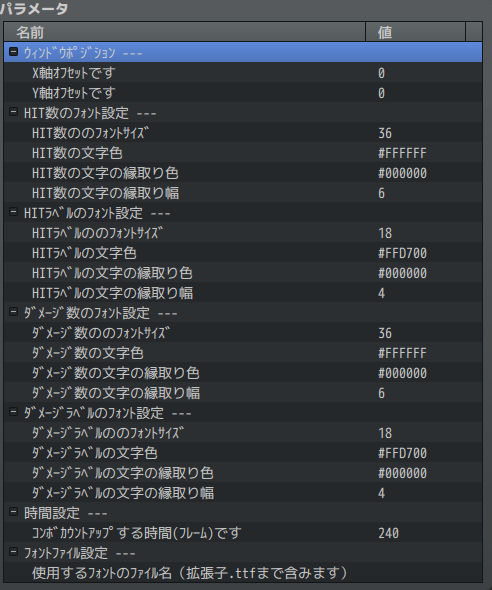 パラメータ
名前 値
ｳｨﾝﾄﾞｳﾎﾟｼﾞｼｮﾝ ---
X軸ｵﾌｾｯﾄです 0
Y軸ｵﾌｾｯﾄです 0
HIT数のﾌｫﾝﾄ設定 ---
HIT数ののﾌｫﾝﾄｻｲｽﾞ 36
HIT数の文字色 #FFFFFF
HIT数の文字の縁取り色 #000000
HIT数の文字の縁取り幅 6
HITﾗﾍﾞﾙのﾌｫﾝﾄ設定 ---
HITﾗﾍﾞﾙののﾌｫﾝﾄｻｲｽﾞ 18
HITﾗﾍﾞﾙの文字色 #FFD700
HITﾗﾍﾞﾙの文字の縁取り色 #000000
HITﾗﾍﾞﾙの文字の縁取り幅 4
ﾀﾞﾒｰｼﾞ数のﾌｫﾝﾄ設定 ---
ﾀﾞﾒｰｼﾞ数ののﾌｫﾝﾄｻｲｽﾞ 36
ﾀﾞﾒｰｼﾞ数の文字色 #FFFFFF
ﾀﾞﾒｰｼﾞ数の文字の縁取り色 #000000
ﾀﾞﾒｰｼﾞ数の文字の縁取り幅 6
ﾀﾞﾒｰｼﾞﾗﾍﾞﾙのﾌｫﾝﾄ設定 ---
ﾀﾞﾒｰｼﾞﾗﾍﾞﾙののﾌｫﾝﾄｻｲｽﾞ 18
ﾀﾞﾒｰｼﾞﾗﾍﾞﾙの文字色 #FFD700
ﾀﾞﾒｰｼﾞﾗﾍﾞﾙの文字の縁取り色 #000000
ﾀﾞﾒｰｼﾞﾗﾍﾞﾙの文字の縁取り幅 4
時間設定 ---
ｺﾝﾎﾞｶｳﾝﾄｱｯﾌﾟする時間(ﾌﾚｰﾑ)です 240
ﾌｫﾝﾄﾌｧｲﾙ設定 ---
使用するﾌｫﾝﾄのﾌｧｲﾙ名（拡張子.ttfまで含みます）